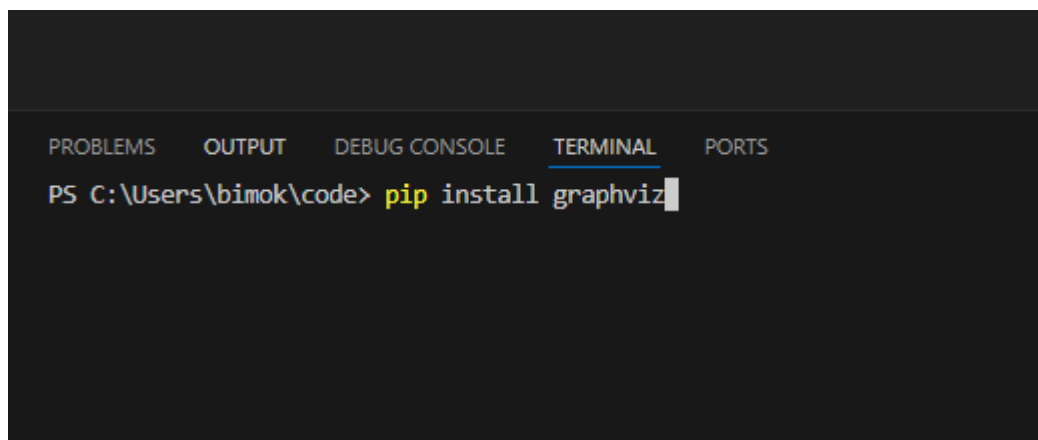 PROBLEMS OUTPUT DEBUG CONSOLE TERMINAL PORTS
PS C:\Users\bimok\code> pip install graphviz